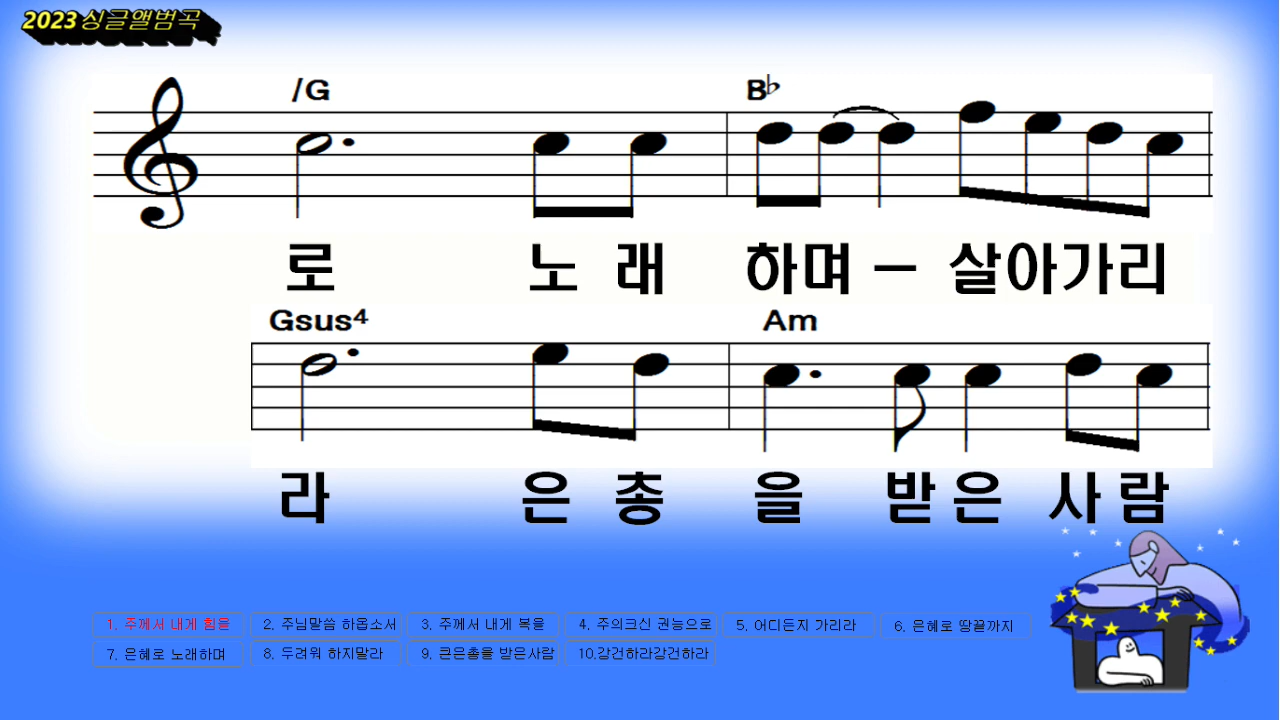 2023 싱글앨범곡
/G B♭
로 노 래 하며 – 살아가리
Gsus4 Am
라 은 총 을 받 은 사 람
1. 주께서 내게 힘을 2. 주님말씀 하옵소서 3. 주께서 내게 복을 4. 주의크신 권능으로 5. 어디든지 가리라 6. 은혜로 땅끝까지
7. 은혜로 노래하며 8. 두려워 하지말라 9. 큰은총을 받은사람 10.강건하라강건하라